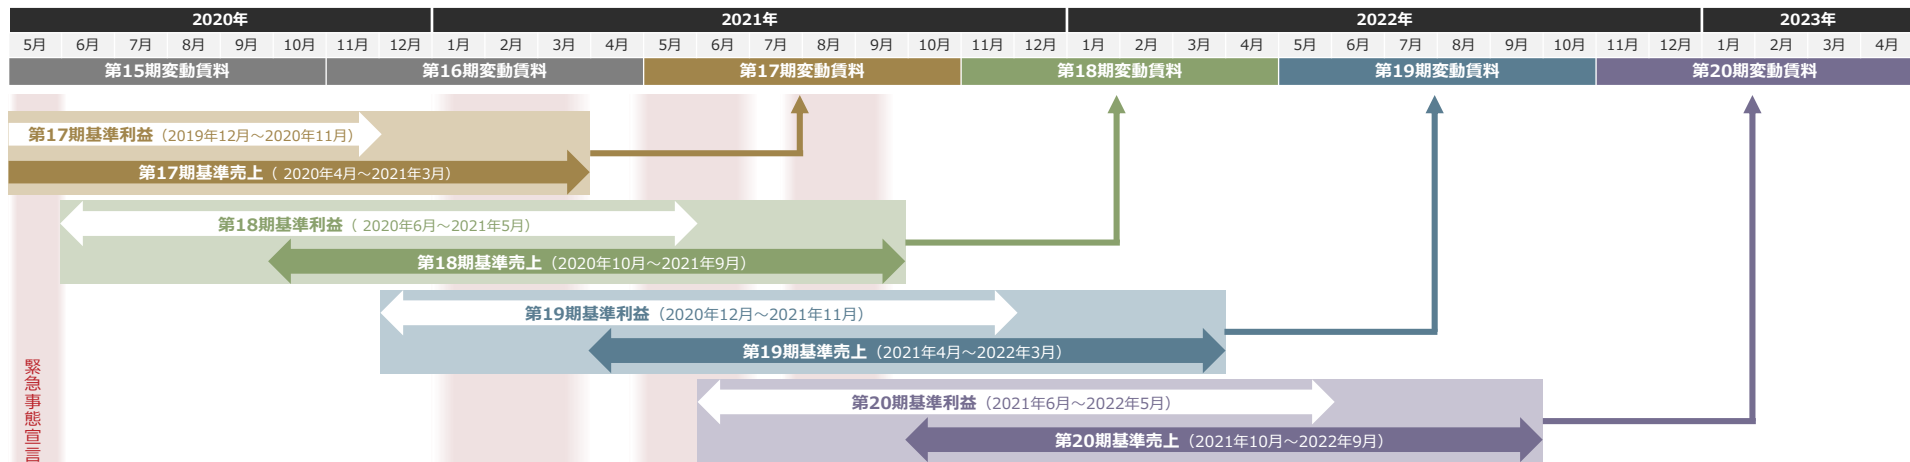 2020年 2021年 2022年 2023年
5月 6月 7月 8月 9月 10月 11月 12月 1月 2月 3月 4月 5月 6月 7月 8月 9月 10月 11月 12月 1月 2月 3月 4月 5月 6月 7月 8月 9月 10月 11月 12月 1月 2月 3月 4月
第15期変動賃料 第16期変動賃料 第17期変動賃料 第18期変動賃料 第19期変動賃料 第20期変動賃料
第17期基準利益（2019年12月～2020年11月）
第17期基準売上（ 2020年4月～2021年3月）
第18期基準利益（ 2020年6月～2021年5月）
第18期基準売上（2020年10月～2021年9月）
第19期基準利益（2020年12月～2021年11月）
第19期基準売上（2021年4月～2022年3月）
第20期基準利益（2021年6月～2022年5月）
第20期基準売上（2021年10月～2022年9月）
緊急事態宣言